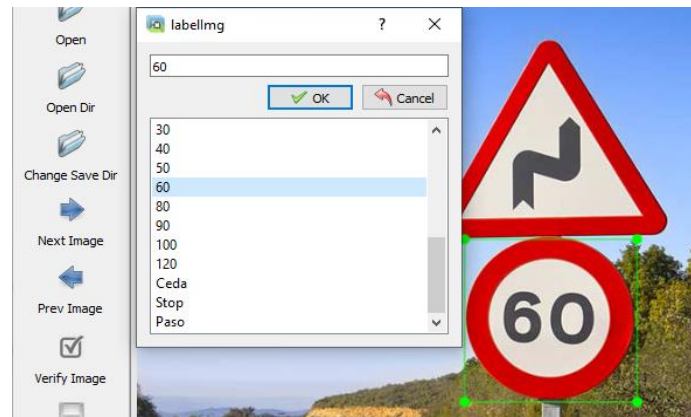 Open
Open Dir
Change Save Dir
Next Image
Prev Image
Verify Image
labelImg
?
60
OK
Cancel
30
40
50
60
80
90
100
120
Ceda
Stop
Paso
60